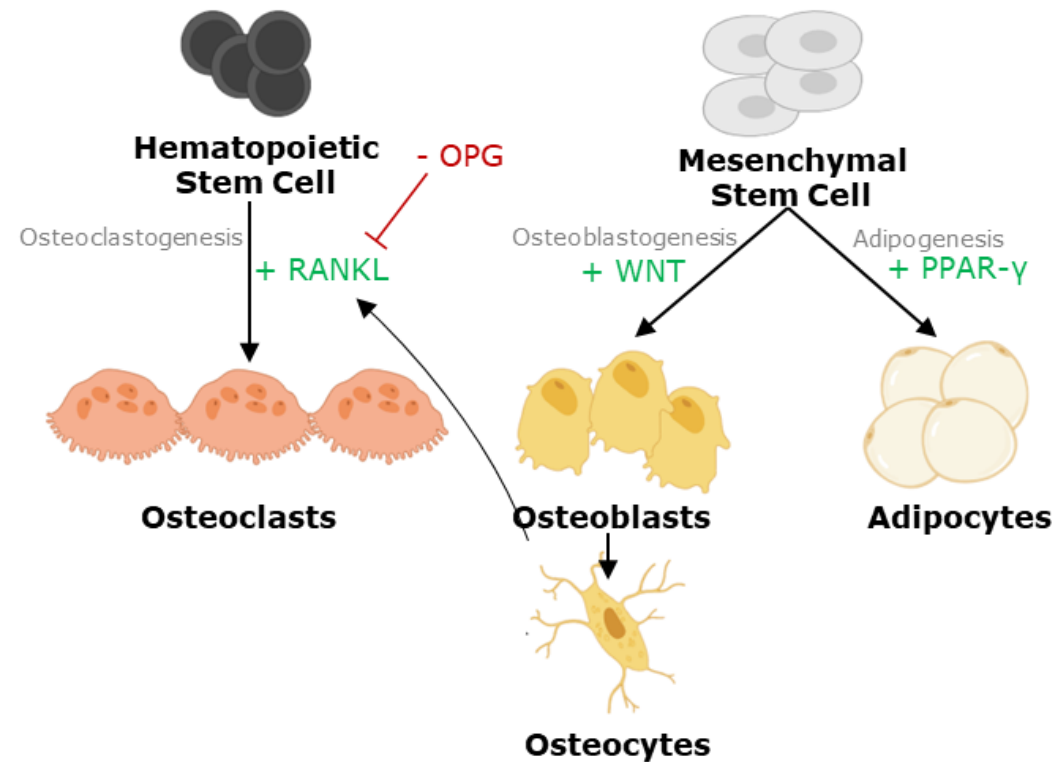 Hematopoietic
Stem Cell
- OPG
Mesenchymal
Stem Cell
Osteoclastogenesis
+ RANKL
Osteoblastogenesis
+ WNT
Adipogenesis
+ PPAR-γ
Osteoclasts
Osteoblasts
Adipocytes
Osteocytes